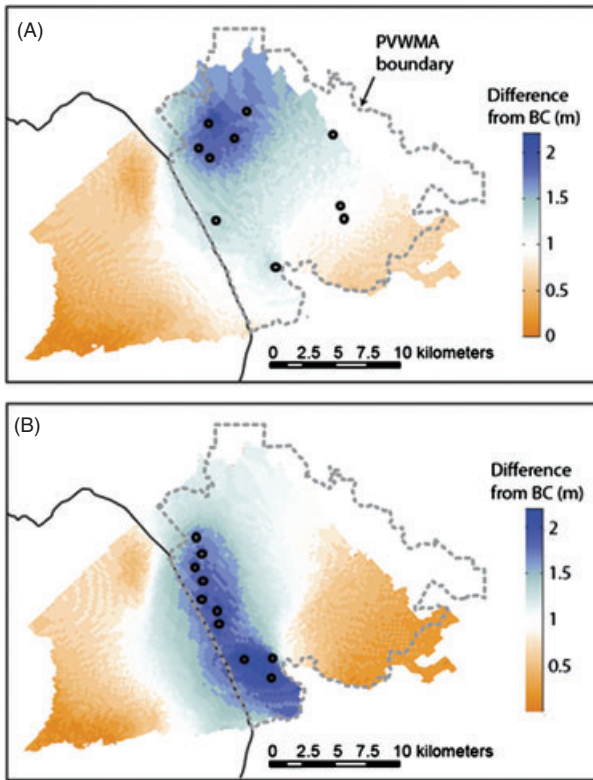 (A)
PVWMA
boundary
Difference
from BC (m)
2
1.5
1
0.5
0
0 2.5 5 7.5 10 kilometers
(B)
Difference
from BC (m)
2
1.5
1
0.5
0 2.5 5 7.5 10 kilometers